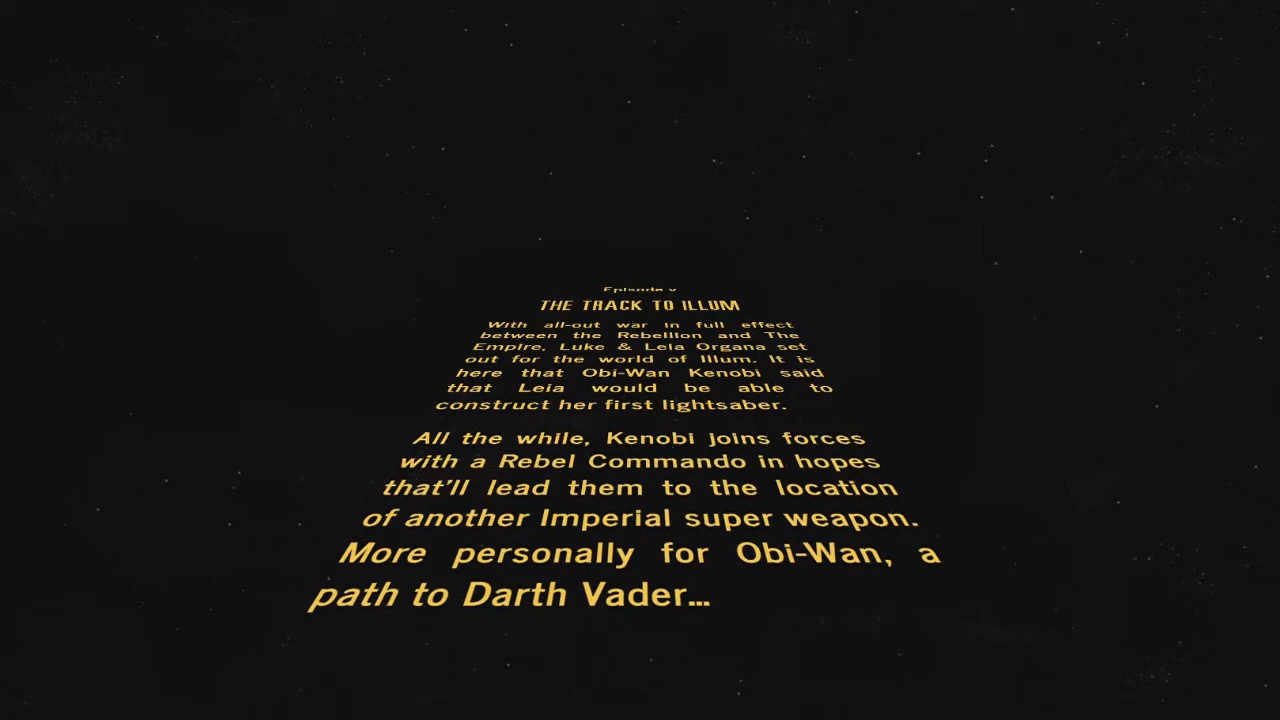 Episode v
THE TRACK TO ILLUM
With all-out war in full effect
between the Rebellion and The
Empire, Luke & Leia Organa set
out for the world of Illum. It is
here that Obi-Wan Kenobi said
that Leia would be able to
construct her first lightsaber.
All the while, Kenobi joins forces
with a Rebel Commando in hopes
that'll lead them to the location
of another Imperial super weapon.
More personally for Obi-Wan, a
path to Darth Vader...